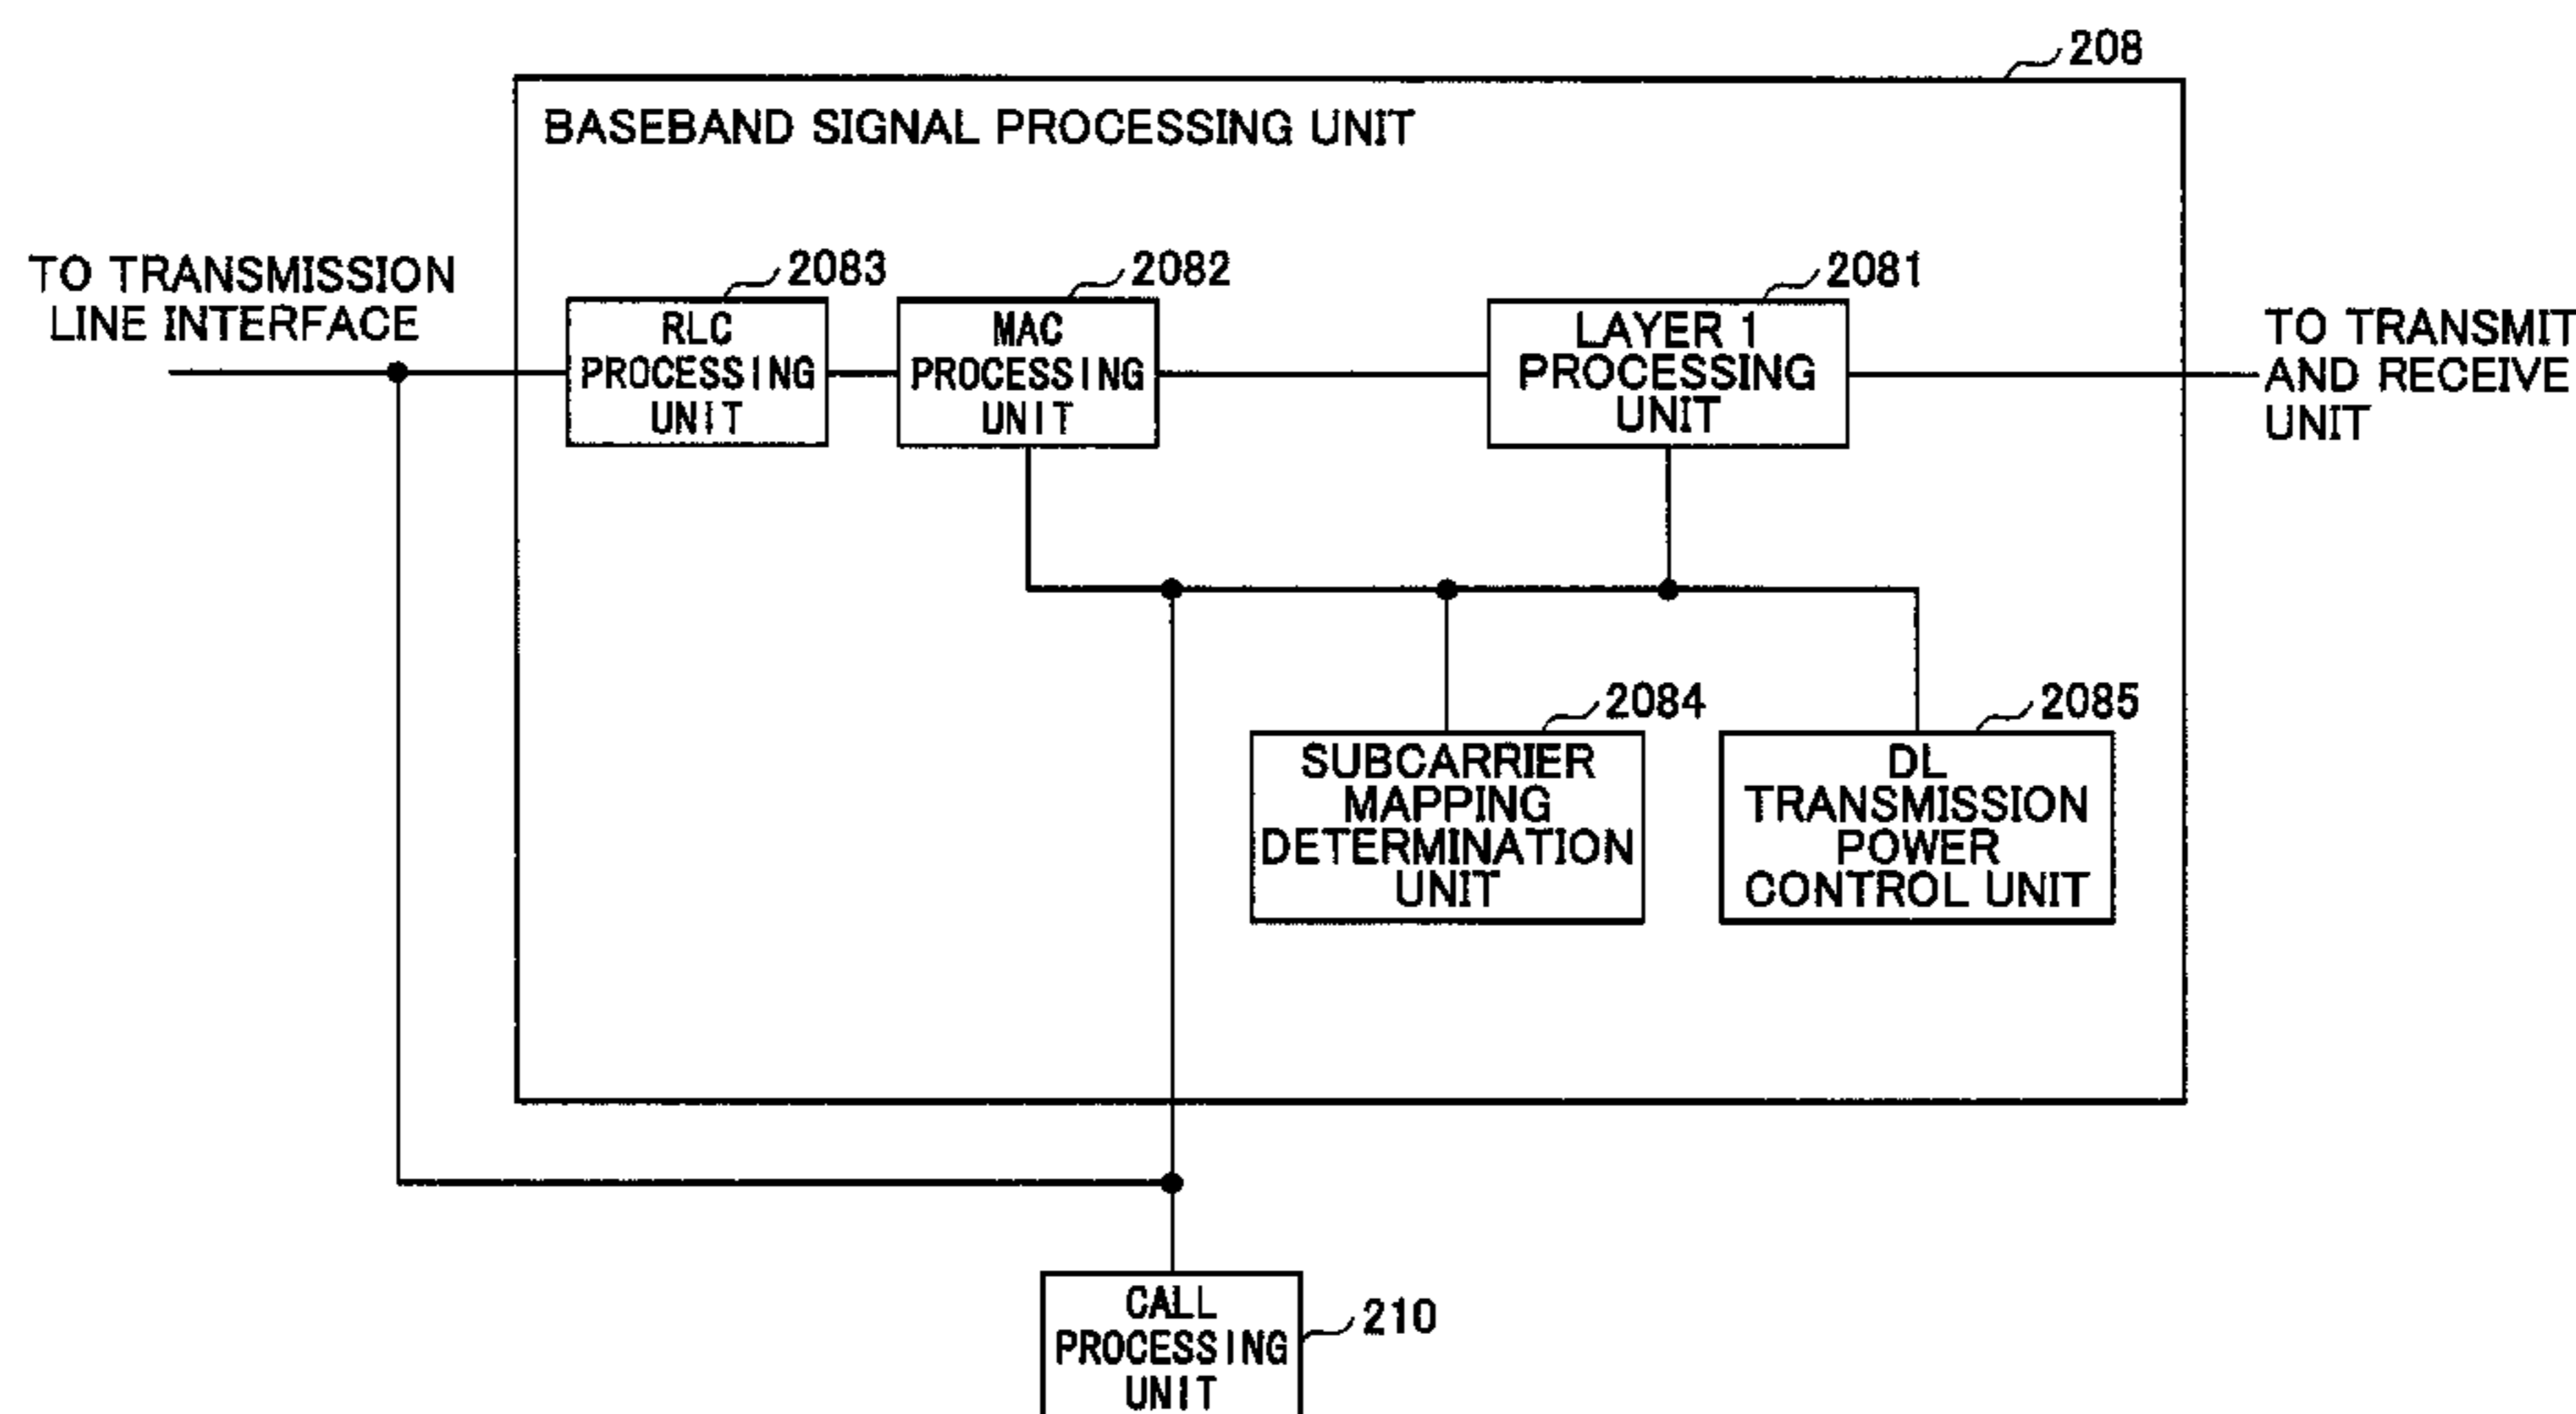 208
BASEBAND SIGNAL PROCESSING UNIT
TO TRANSMISSION
LINE INTERFACE
2083
RLC
PROCESSING
UNIT
2082
MAC
PROCESSING
UNIT
2081
LAYER 1
PROCESSING
UNIT
TO TRANSMIT
AND RECEIVE
UNIT
2084
SUBCARRIER
MAPPING
DETERMINATION
UNIT
2085
DL
TRANSMISSION
POWER
CONTROL UNIT
CALL
PROCESSING
UNIT
210